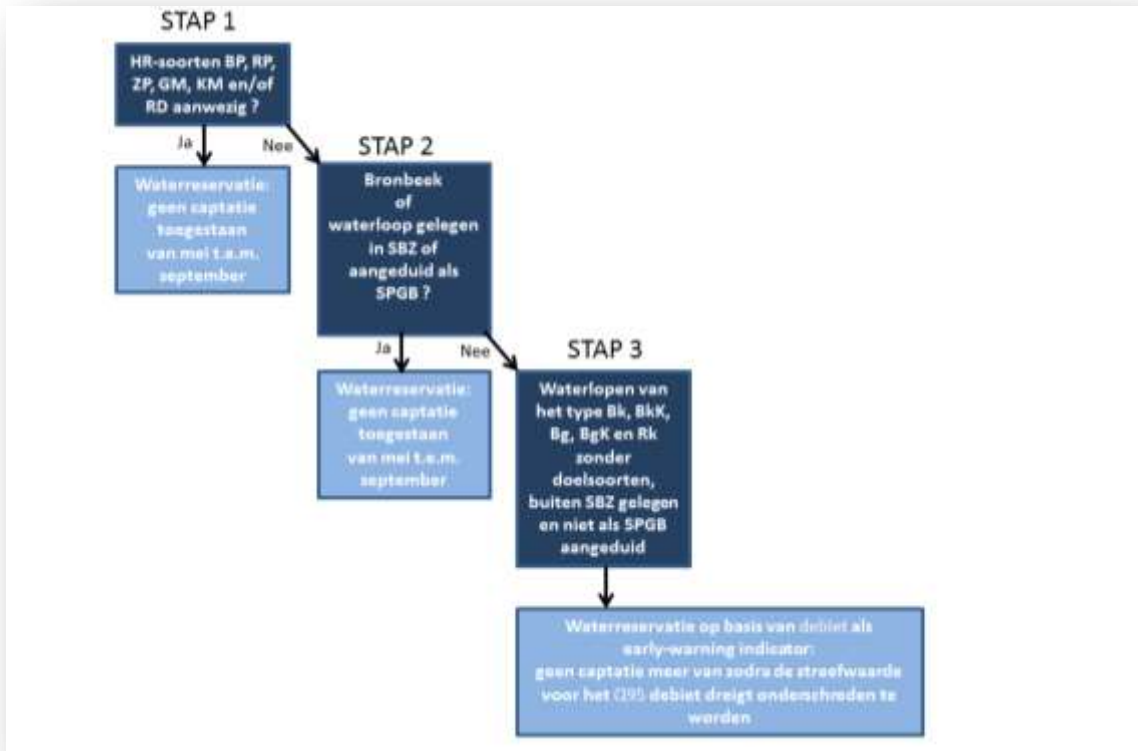 STAP 1
HR-soorten BP, RP,
ZP, GM, KM en/of
RD aanwezig ?
Ja
Nee
Waterreservatie:
geen captatie
toegestaan
van mei t.e.m.
september
STAP 2
Bronbeek
of
waterloop gelegen
in SBZ of
aangeduid als
SPGB ?
Ja
Nee
Waterreservatie:
geen captatie
toegestaan
van mei t.e.m.
september
STAP 3
Waterlopen van
het type Bk, BkK,
Bg, BgK en Rk
zonder
doelsoorten,
buiten SBZ gelegen
en niet als SPGB
aangeduid
Waterreservatie op basis van debiet als
early-warning indicator:
geen captatie meer van zodra de streefwaarde
voor het Q95 debiet dreigt onderschreden te
worden